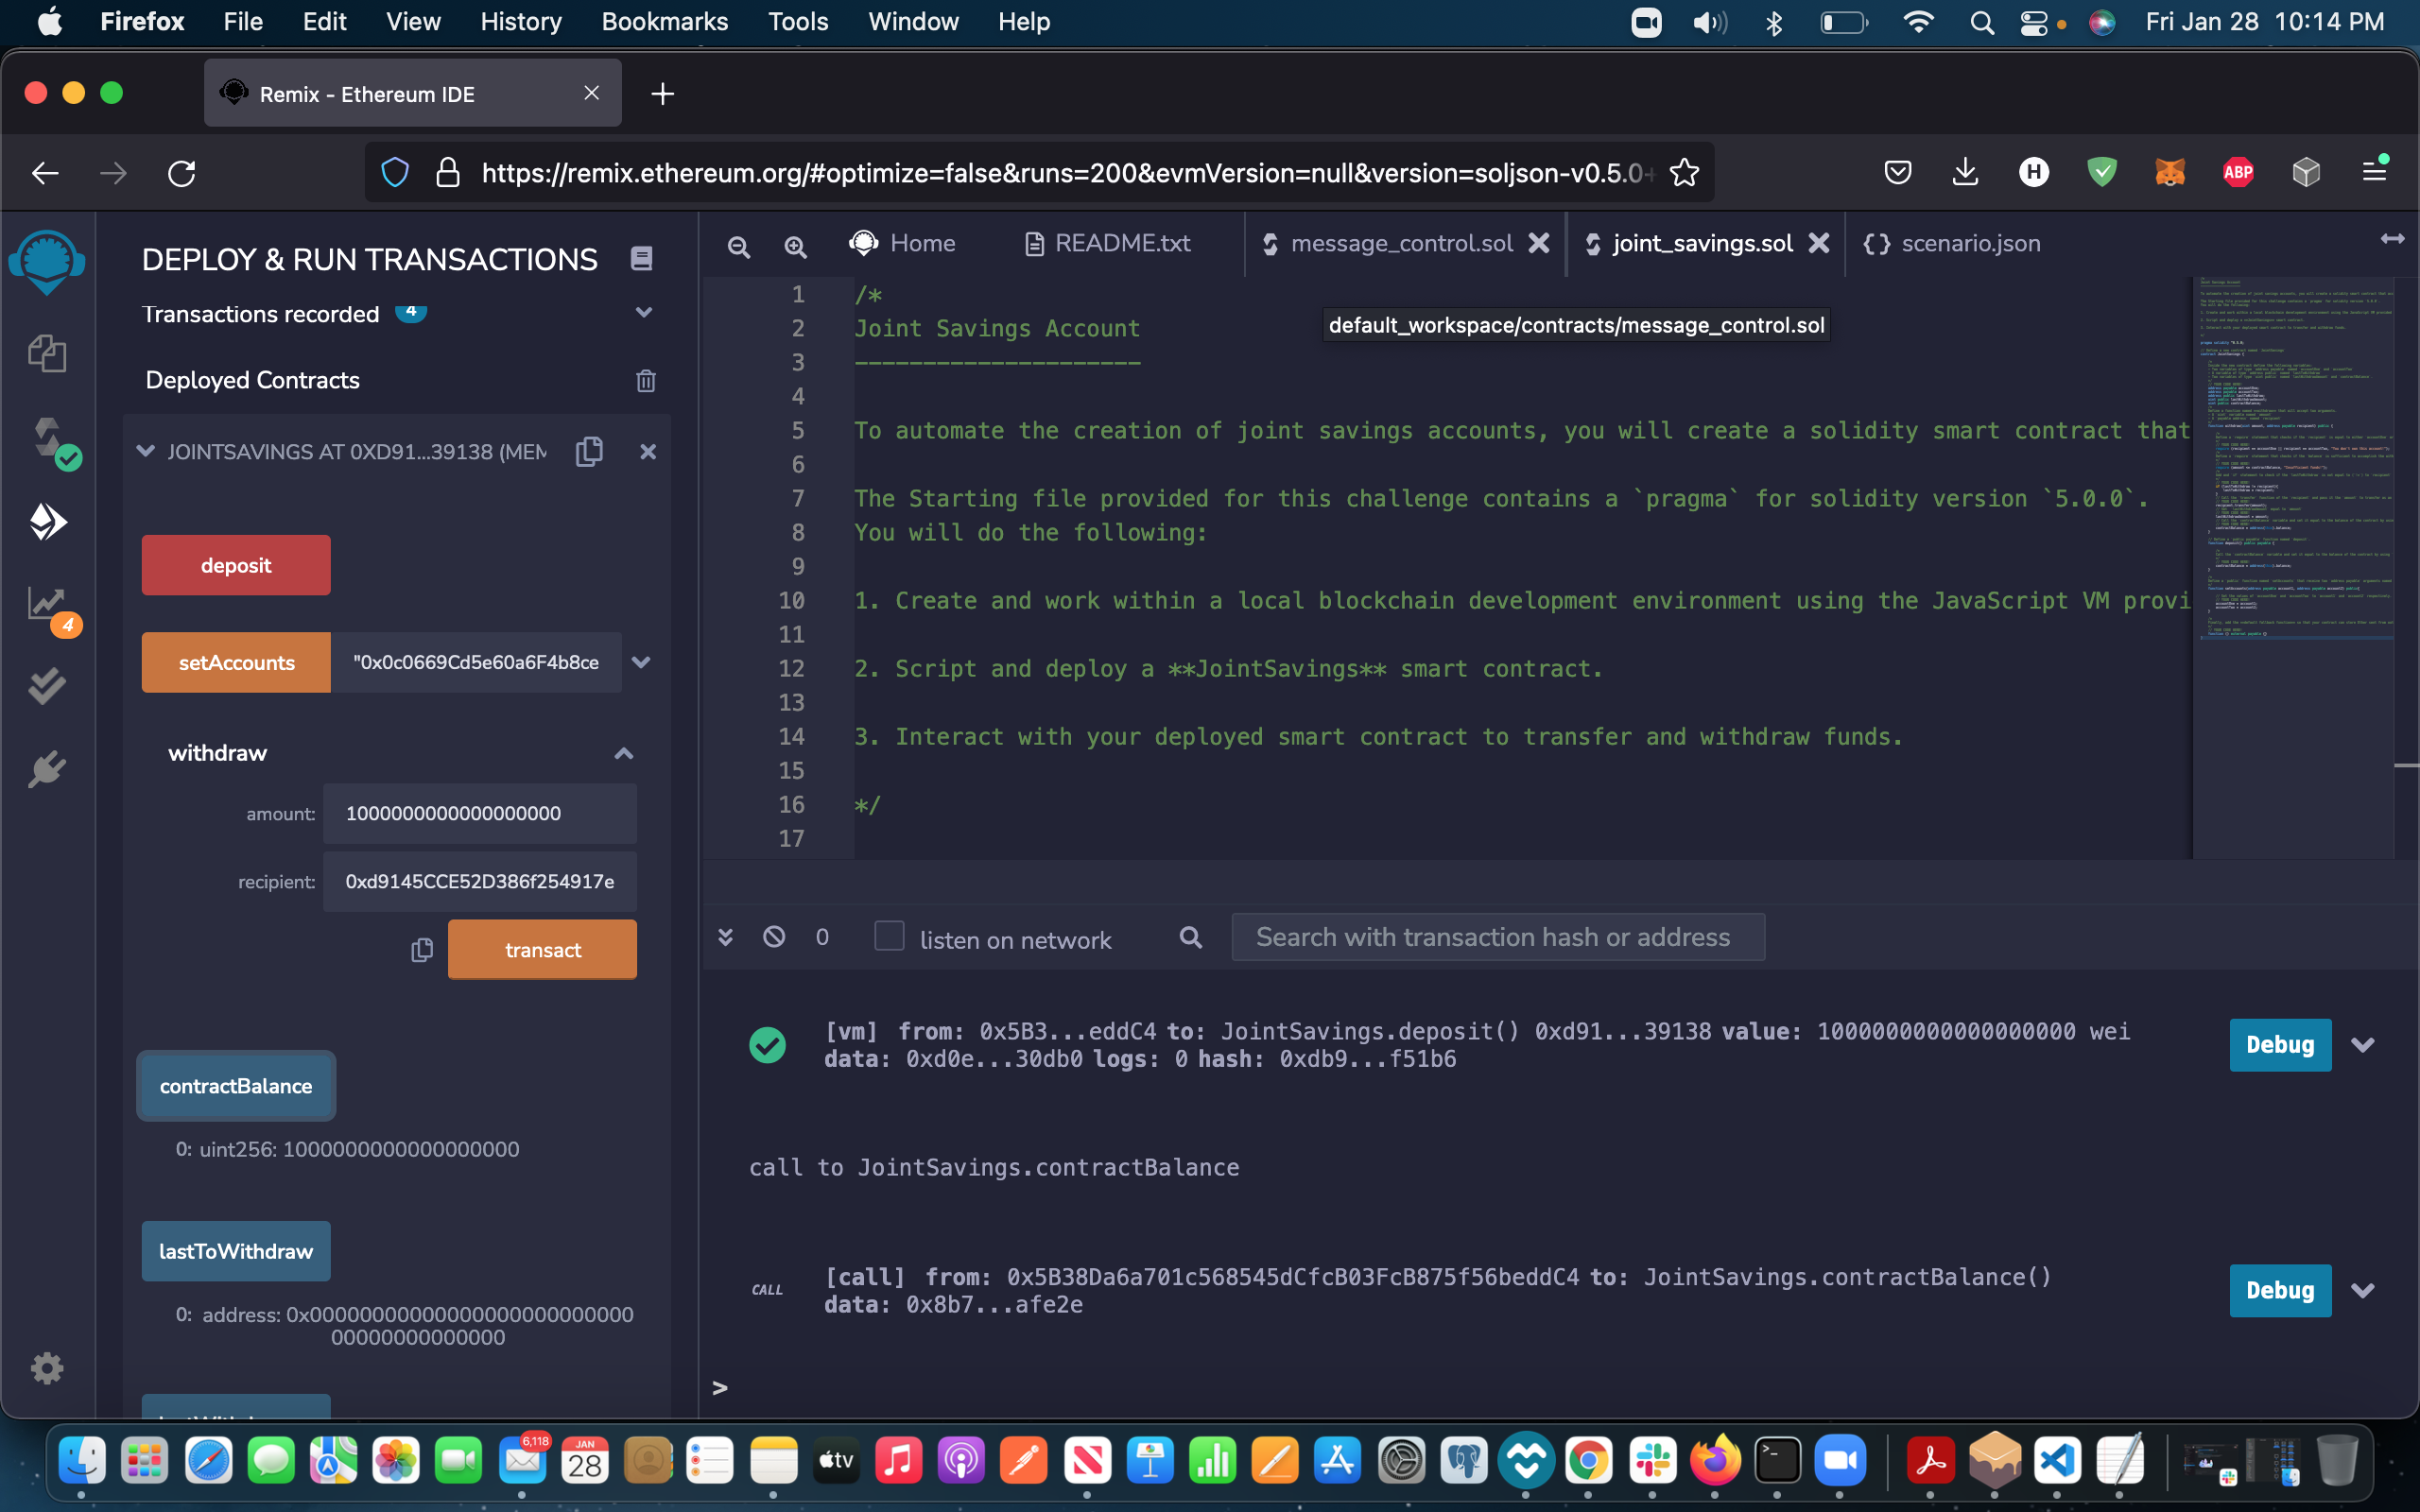 Firefox File Edit View History Bookmarks Tools Window Help Fri Jan 28 10:14 PM
Remix - Ethereum IDE
https://remix.ethereum.org/#optimize=false&runs=200&evmVersion=null&version=soljson-v0.5.0+
H ABP
DEPLOY & RUN TRANSACTIONS
Transactions recorded 4
Deployed Contracts
JOINTSAVINGS AT 0XD91...39138 (MEM
deposit
setAccounts "0x0c0669Cd5e60a6F4b8ce
withdraw
amount: 1000000000000000000
recipient: 0xd9145CCE52D386f254917e
transact
contractBalance
0: uint256: 1000000000000000000
lastToWithdraw
0: address: 0x00000000000000000000000000
00000000000000
4
Home README.txt message_control.sol joint_savings.sol {} scenario.json
default_workspace/contracts/message_control.sol
1 /*
2 Joint Savings Account
3 ---------------------
4
5 To automate the creation of joint savings accounts, you will create a solidity smart contract that
6
7 The Starting file provided for this challenge contains a `pragma` for solidity version `5.0.0`.
8 You will do the following:
9
10 1. Create and work within a local blockchain development environment using the JavaScript VM provi
11
12 2. Script and deploy a **JointSavings** smart contract.
13
14 3. Interact with your deployed smart contract to transfer and withdraw funds.
15
16 */
17
0 listen on network Search with transaction hash or address
[vm] from: 0x5B3...eddC4 to: JointSavings.deposit() 0xd91...39138 value: 1000000000000000000 wei
data: 0xd0e...30db0 logs: 0 hash: 0xdb9...f51b6
Debug
call to JointSavings.contractBalance
CALL [call] from: 0x5B38Da6a701c568545dCfcB03FcB875f56beddC4 to: JointSavings.contractBalance()
data: 0x8b7...afe2e
Debug
>
6,118
JAN
28
tv